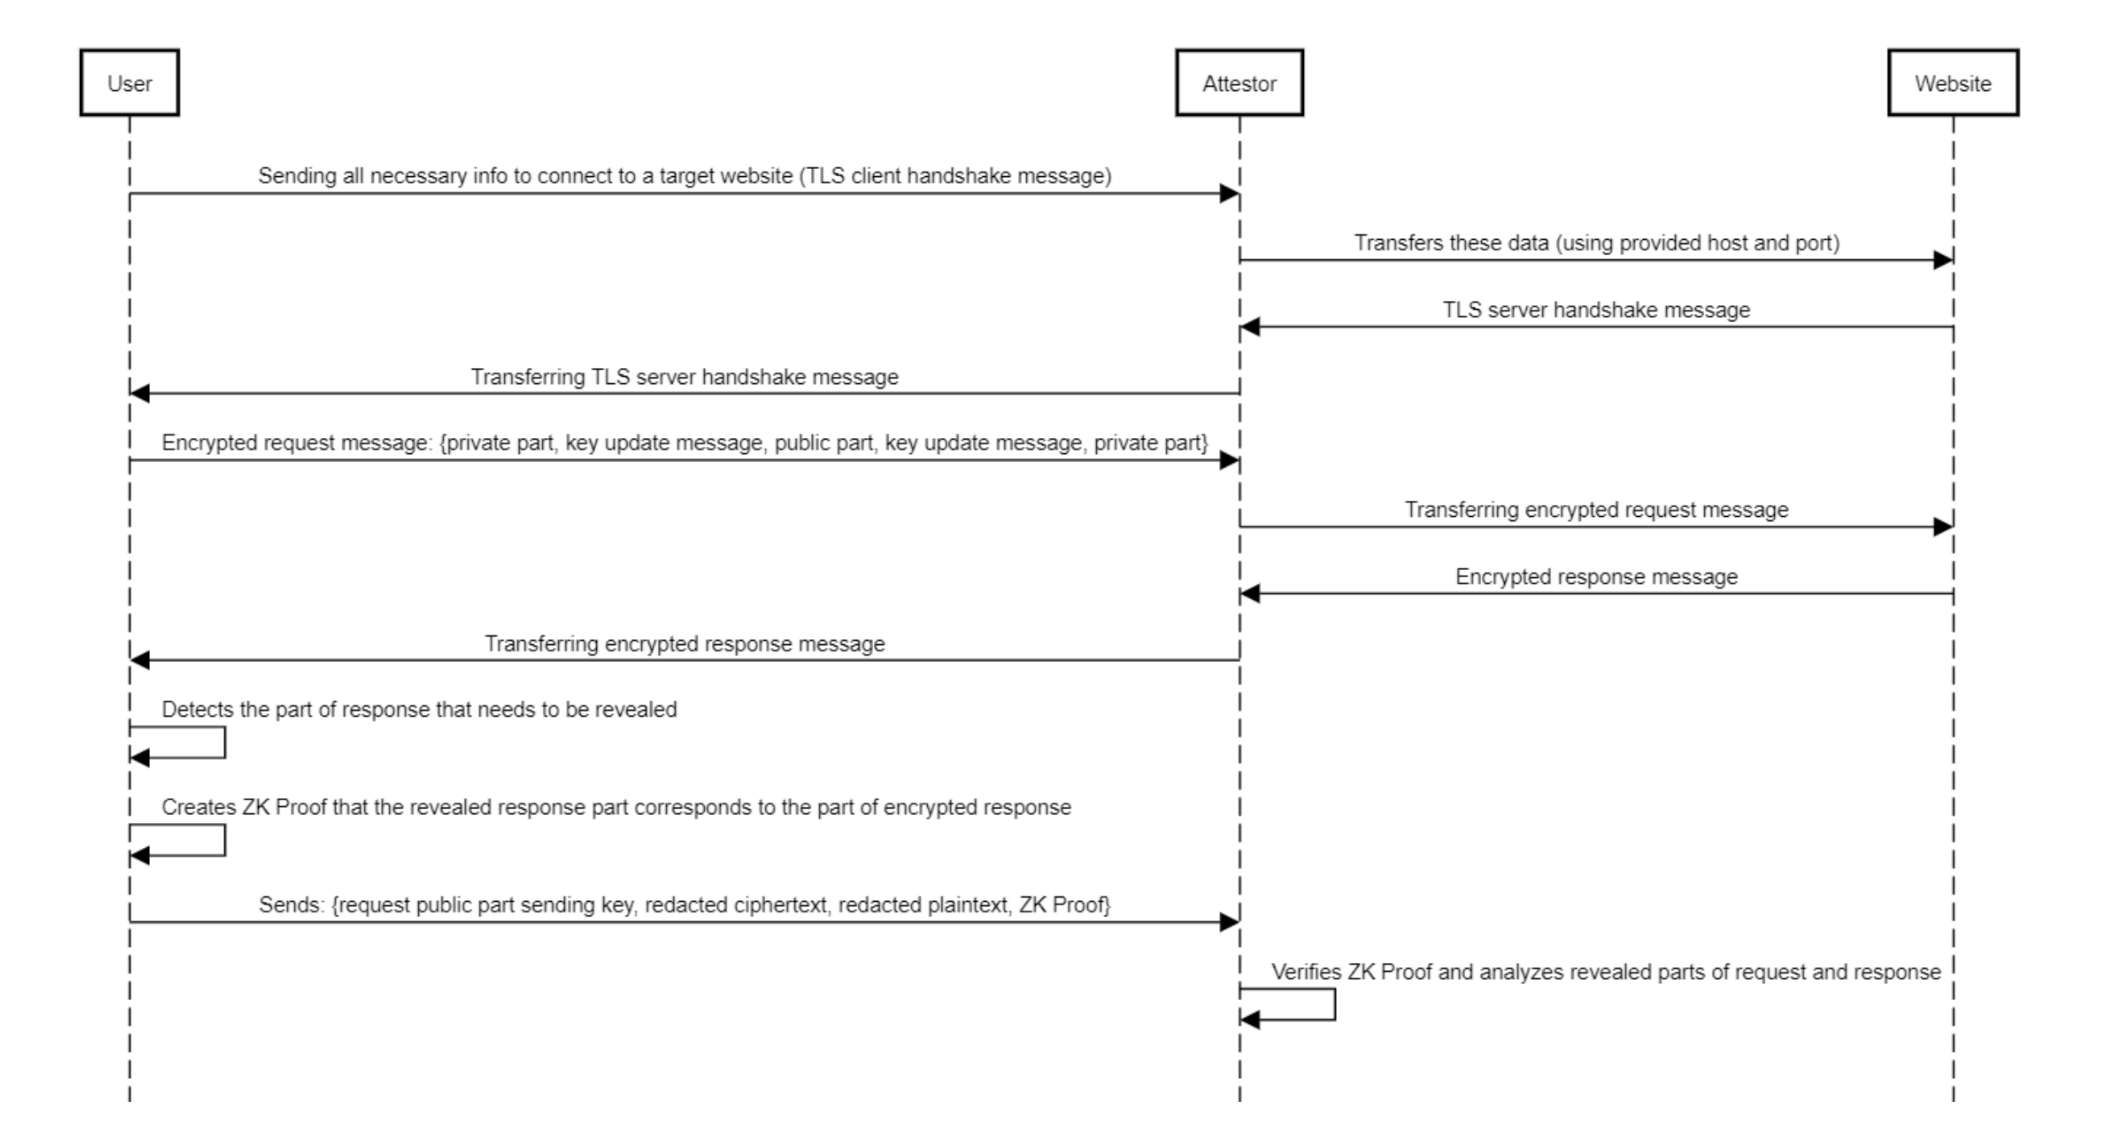 User
Attestor
Website
Sending all necessary info to connect to a target website (TLS client handshake message)
Transfers these data (using provided host and port)
TLS server handshake message
Transferring TLS server handshake message
Encrypted request message: {private part, key update message, public part, key update message, private part}
Transferring encrypted request message
Encrypted response message
Transferring encrypted response message
Detects the part of response that needs to be revealed
Creates ZK Proof that the revealed response part corresponds to the part of encrypted response
Sends: {request public part sending key, redacted ciphertext, redacted plaintext, ZK Proof}
Verifies ZK Proof and analyzes revealed parts of request and response